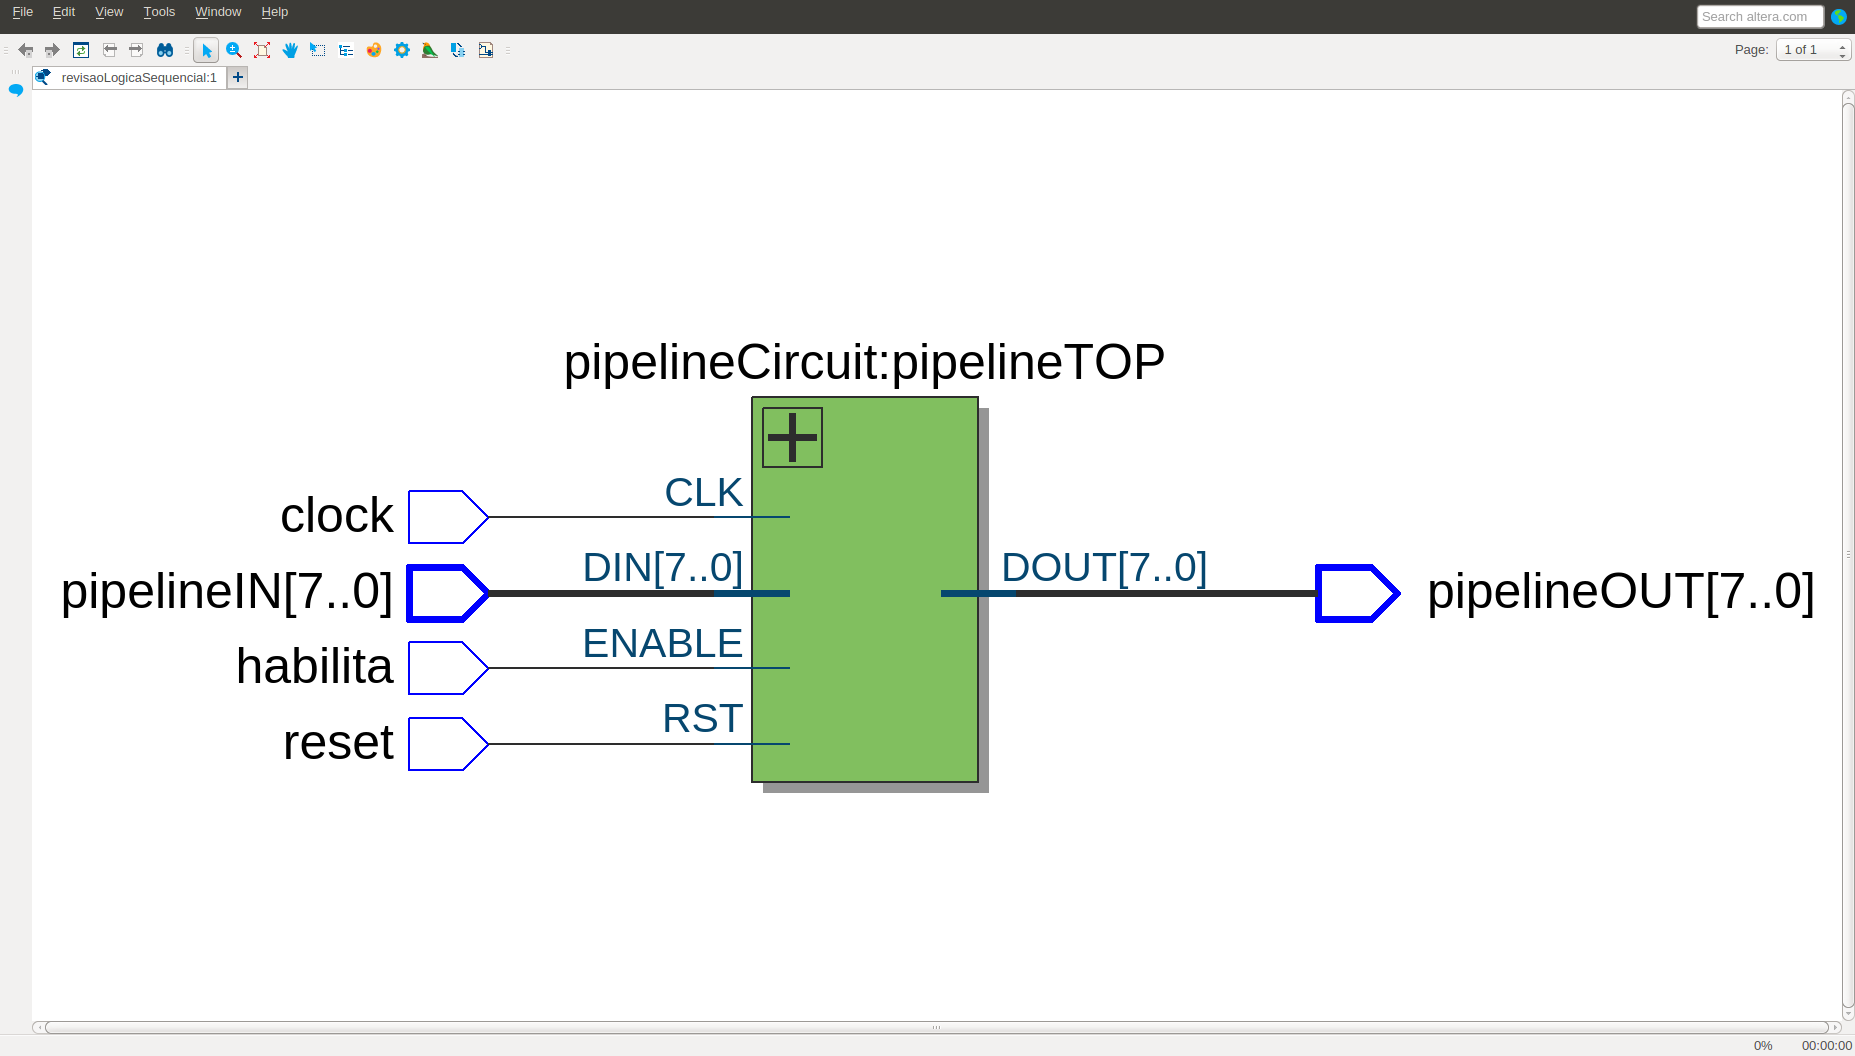 File Edit View Tools Window Help
Search altera.com
Page: 1 of 1
revisaoLogicaSequencial:1
pipelineCircuit:pipelineTOP
clock CLK
pipelineIN[7..0] DIN[7..0] DOUT[7..0] pipelineOUT[7..0]
habilita ENABLE
reset RST
0% 00:00:00